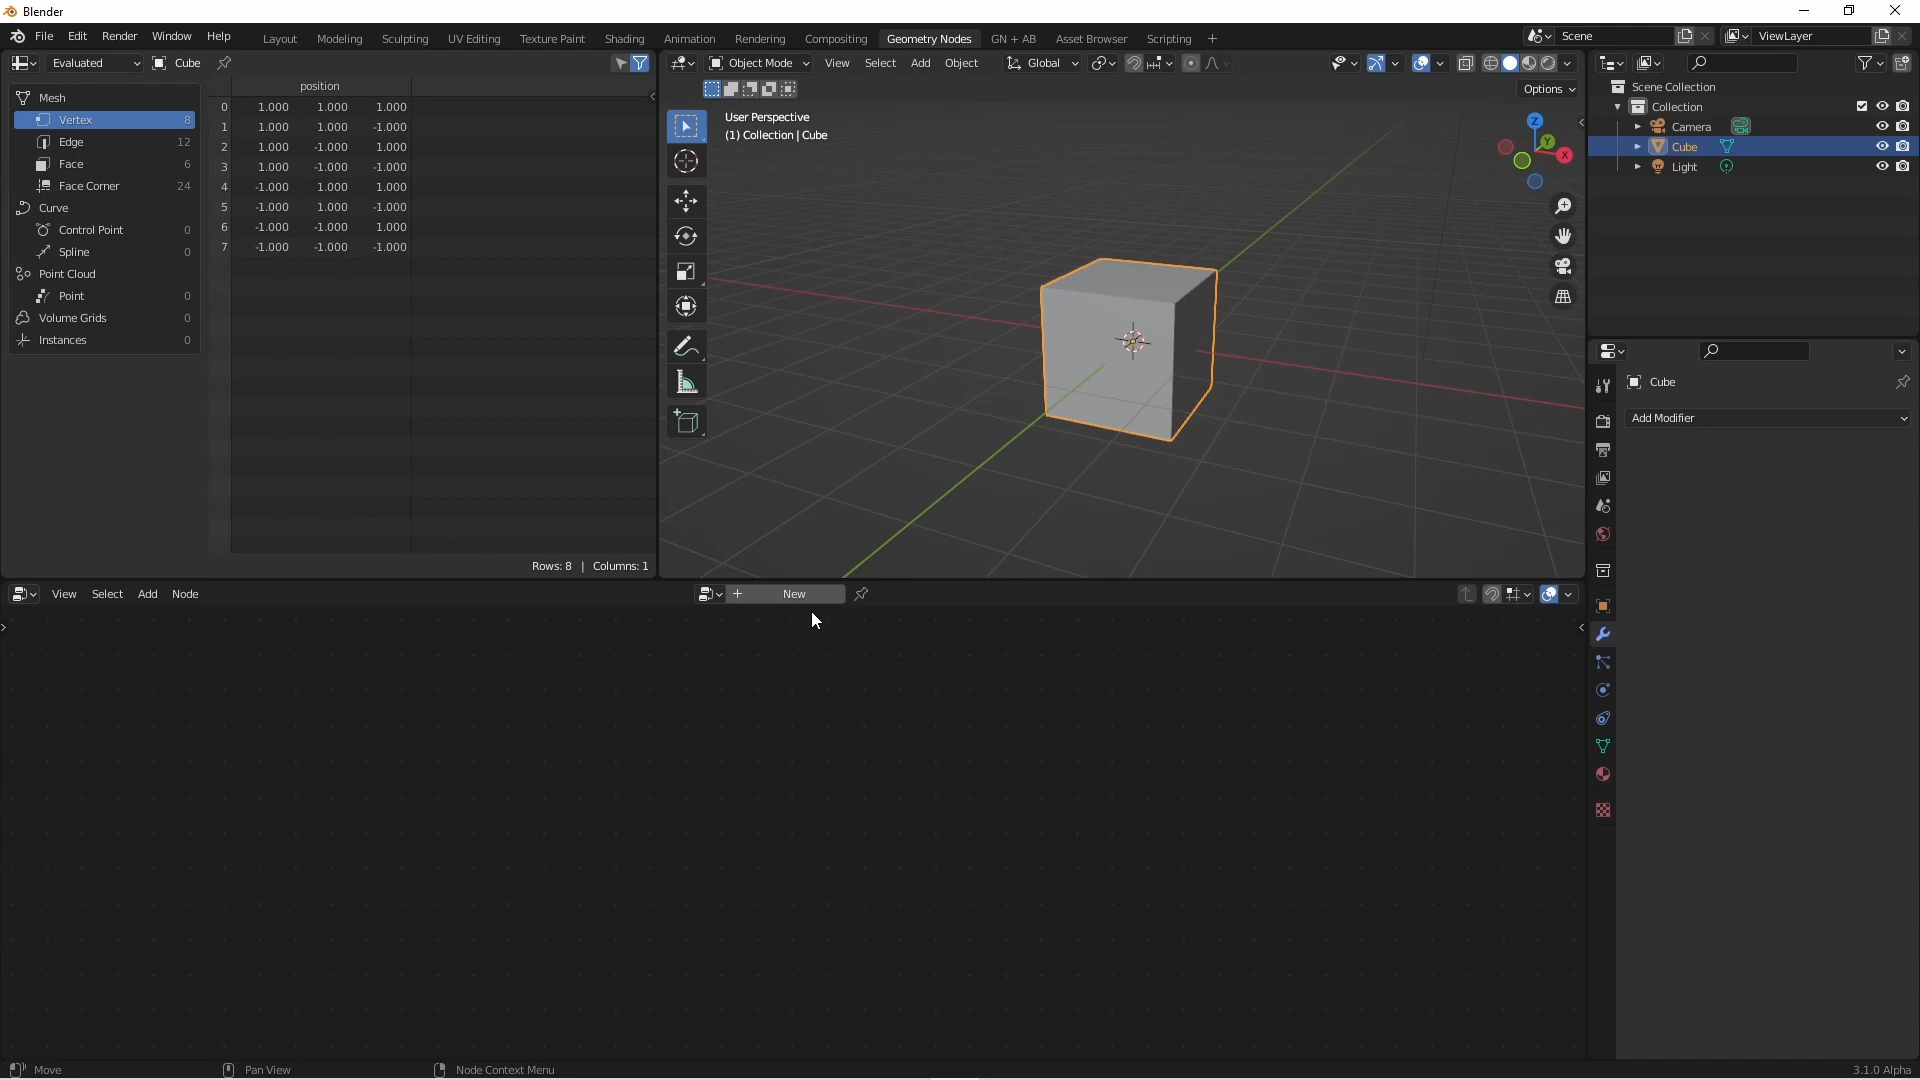 Blender
File Edit Render Window Help Layout Modeling Sculpting UV Editing Texture Paint Shading Animation Rendering Compositing Geometry Nodes GN + AB Asset Browser Scripting + Scene ViewLayer
Evaluated Cube
position
Mesh
Vertex 8
Edge 12
Face 6
Face Corner 24
Curve
Control Point 0
Spline 0
Point Cloud
Point 0
Volume Grids 0
Instances 0
0 1.000 1.000 1.000
1 1.000 1.000 -1.000
2 1.000 -1.000 1.000
3 1.000 -1.000 -1.000
4 -1.000 1.000 1.000
5 -1.000 1.000 -1.000
6 -1.000 -1.000 1.000
7 -1.000 -1.000 -1.000
Rows: 8 | Columns: 1
Object Mode View Select Add Object Global
Options
User Perspective
(1) Collection | Cube
Z
Y
X
Scene Collection
Collection
Camera
Cube
Light
Cube
Add Modifier
View Select Add Node + New
Move Pan View Node Context Menu 3.1.0 Alpha